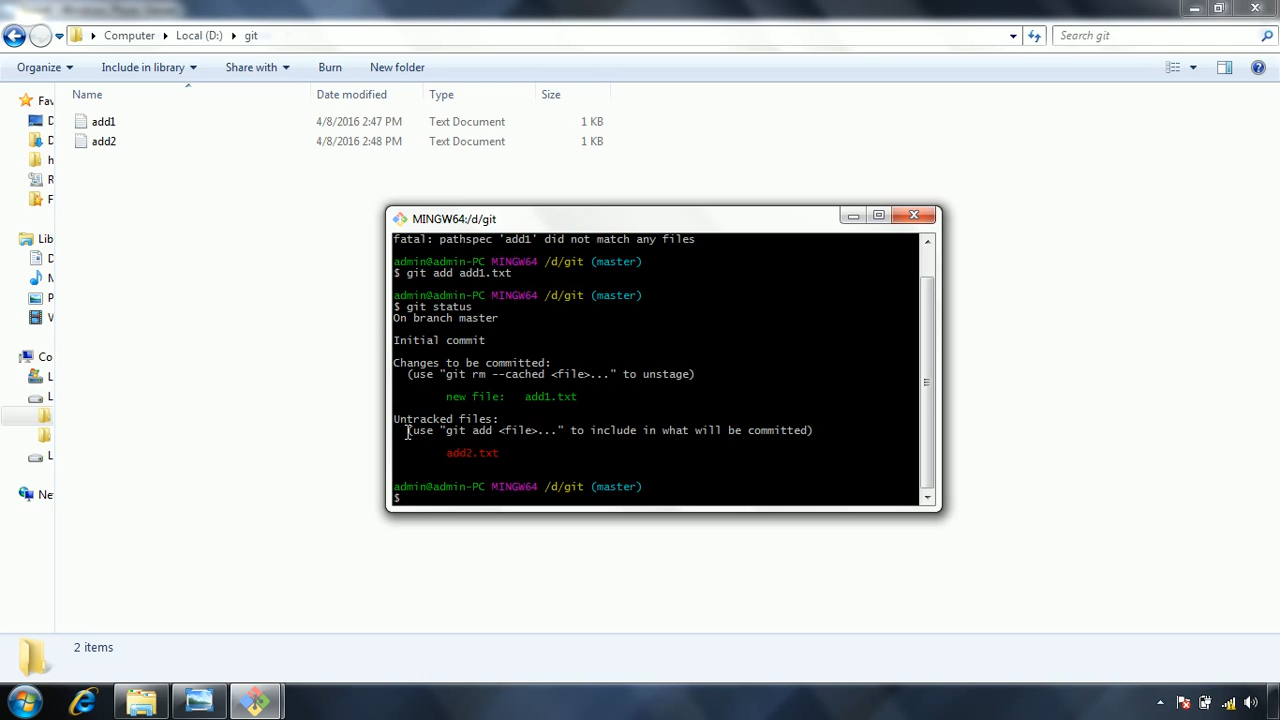 Computer Local (D:) git
Search git
Organize Include in library Share with Burn New folder
Name Date modified Type Size
add1 4/8/2016 2:47 PM Text Document 1 KB
add2 4/8/2016 2:48 PM Text Document 1 KB
Fav
D
D
h
R
F
Lib
D
M
P
V
Co
L
L
L
Ne
MINGW64:/d/git
fatal: pathspec 'add1' did not match any files
admin@admin-PC MINGW64 /d/git (master)
$ git add add1.txt
admin@admin-PC MINGW64 /d/git (master)
$ git status
On branch master
Initial commit
Changes to be committed:
(use "git rm --cached <file>..." to unstage)
new file: add1.txt
Untracked files:
(use "git add <file>..." to include in what will be committed)
add2.txt
admin@admin-PC MINGW64 /d/git (master)
$
2 items